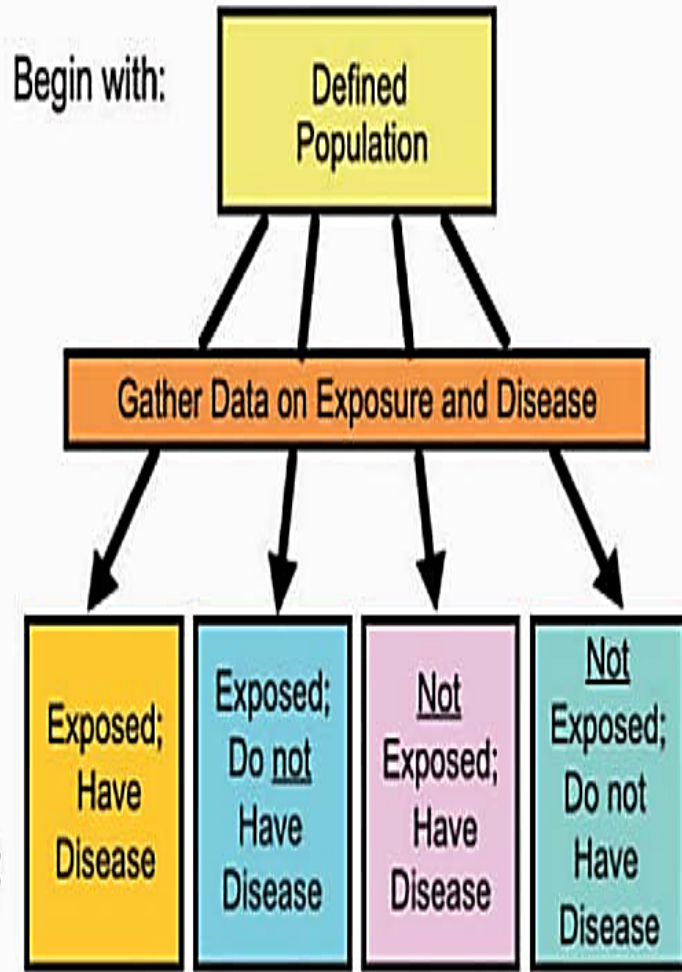 Begin with:
Defined
Population
Gather Data on Exposure and Disease
Exposed;
Have
Disease
Exposed;
Do not
Have
Disease
Not
Exposed;
Have
Disease
Not
Exposed;
Do not
Have
Disease